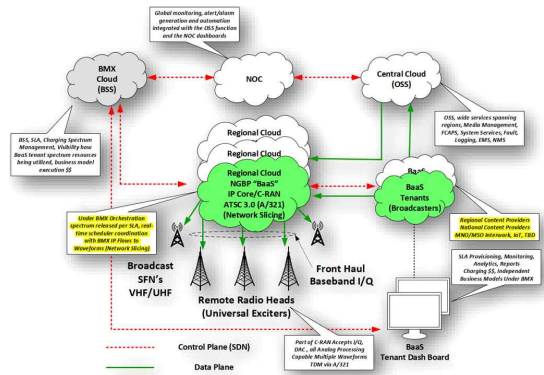 Global monitoring, alert/alarm
generation and automation
integrated with the OSS function
and the NOC dashboards
BMX
Cloud
(BSS)
NOC
Central Cloud
(OSS)
BSS, SLA, Charging Spectrum
Management, Visibility how
BaaS tenant spectrum resources
being utilized, business model
execution $$
OSS, wide services spanning
regions, Media Management,
FCAPS, System Services, Fault,
Logging, EMS, NMS
Regional Cloud
Regional Cloud
Regional Cloud
NGBP "BaaS"
IP Core/C-RAN
ATSC 3.0 (A/321)
(Network Slicing)
BaaS
BaaS
Tenants
(Broadcasters)
Under BMX Orchestration
spectrum released per SLA, real-
time scheduler coordination
with BMX IP Flows to
Waveforms (Network Slicing)
Regional Content Providers
National Content Providers
MNO/MSO Interwork, IoT, TBD
Broadcast
SFN's
VHF/UHF
Front Haul
Baseband I/Q
SLA Provisioning, Monitoring,
Analytics, Reports
Charging $$, Independent
Business Models Under BMX
Remote Radio Heads
(Universal Exciters)
Part of C-RAN Accepts I/Q,
DAC, all Analog Processing
Capable Multiple Waveforms
TDM via A/321
BaaS
Tenant Dash Board
Control Plane (SDN)
Data Plane